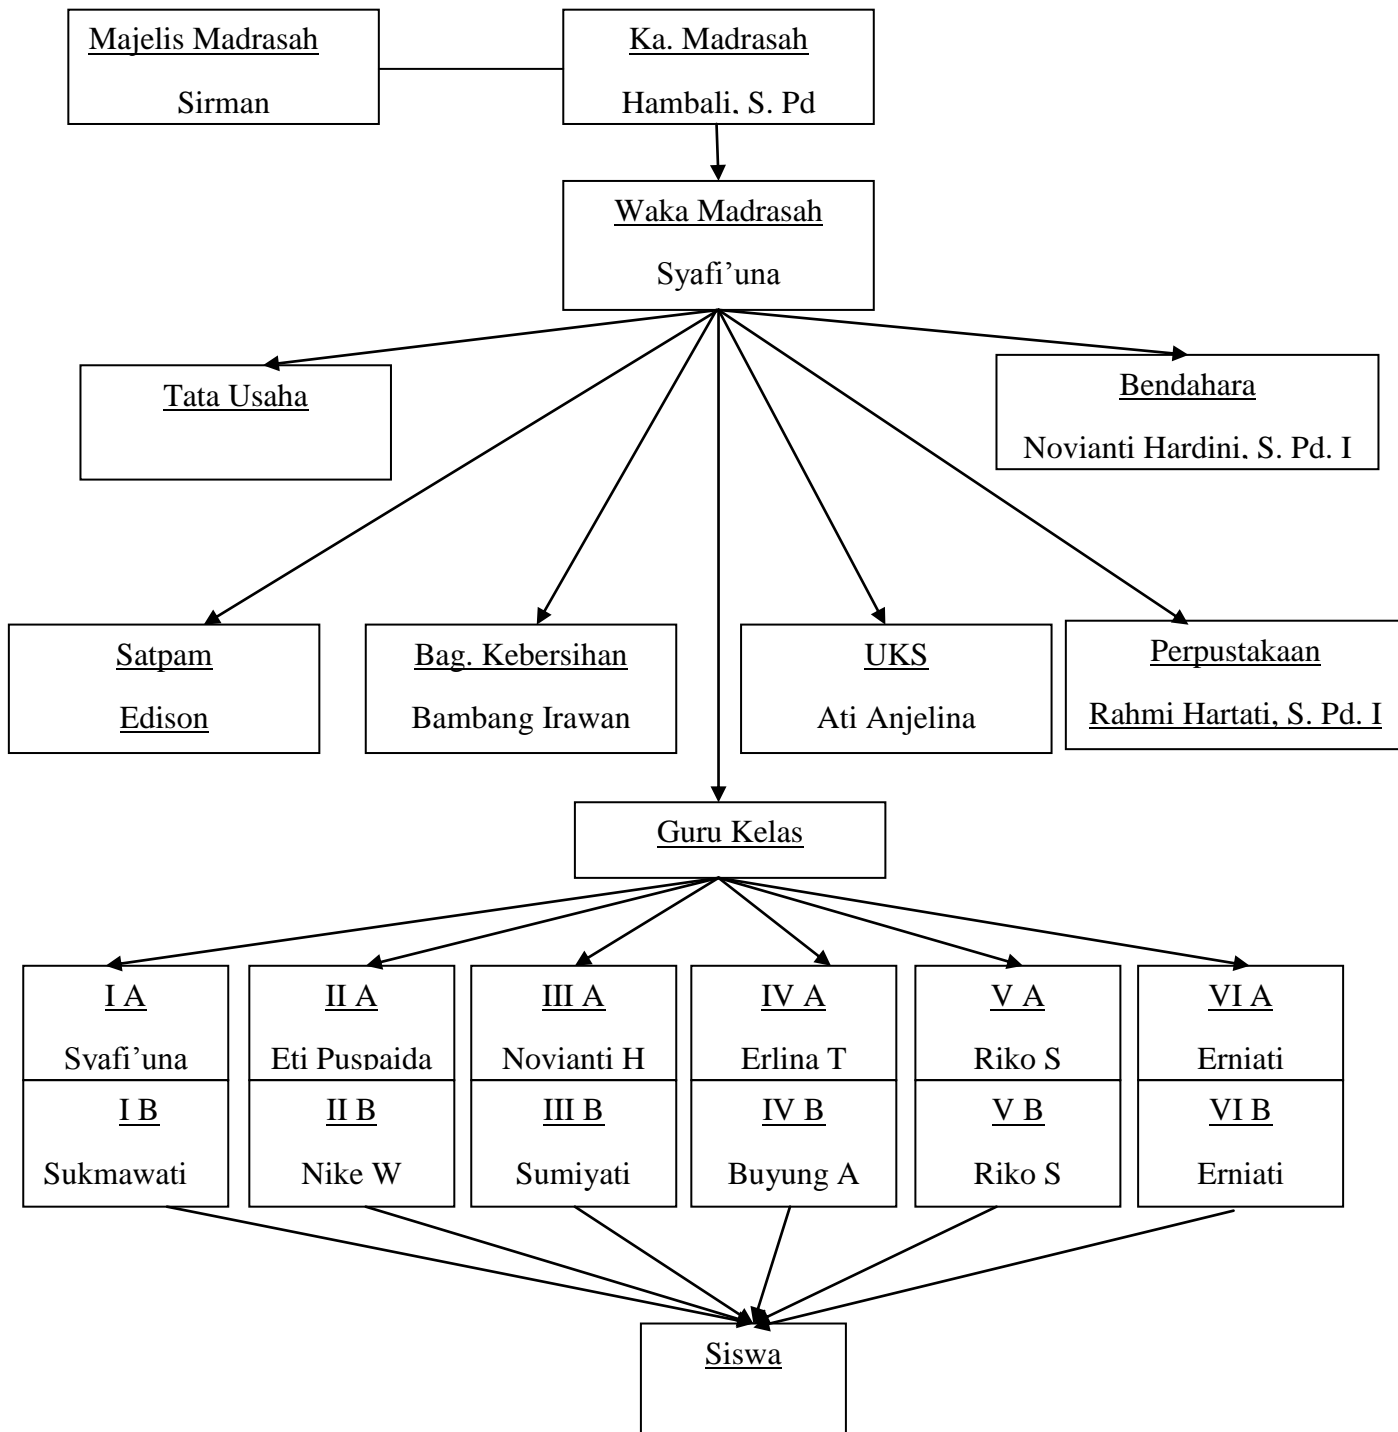 Majelis Madrasah
Sirman
Ka. Madrasah
Hambali, S. Pd
Waka Madrasah
Syafi’una
Tata Usaha
Bendahara
Novianti Hardini, S. Pd. I
Satpam
Edison
Bag. Kebersihan
Bambang Irawan
UKS
Ati Anjelina
Perpustakaan
Rahmi Hartati, S. Pd. I
Guru Kelas
I A
Syafi’una
II A
Eti Puspaida
III A
Novianti H
IV A
Erlina T
V A
Riko S
VI A
Erniati
I B
Sukmawati
II B
Nike W
III B
Sumiyati
IV B
Buyung A
V B
Riko S
VI B
Erniati
Siswa